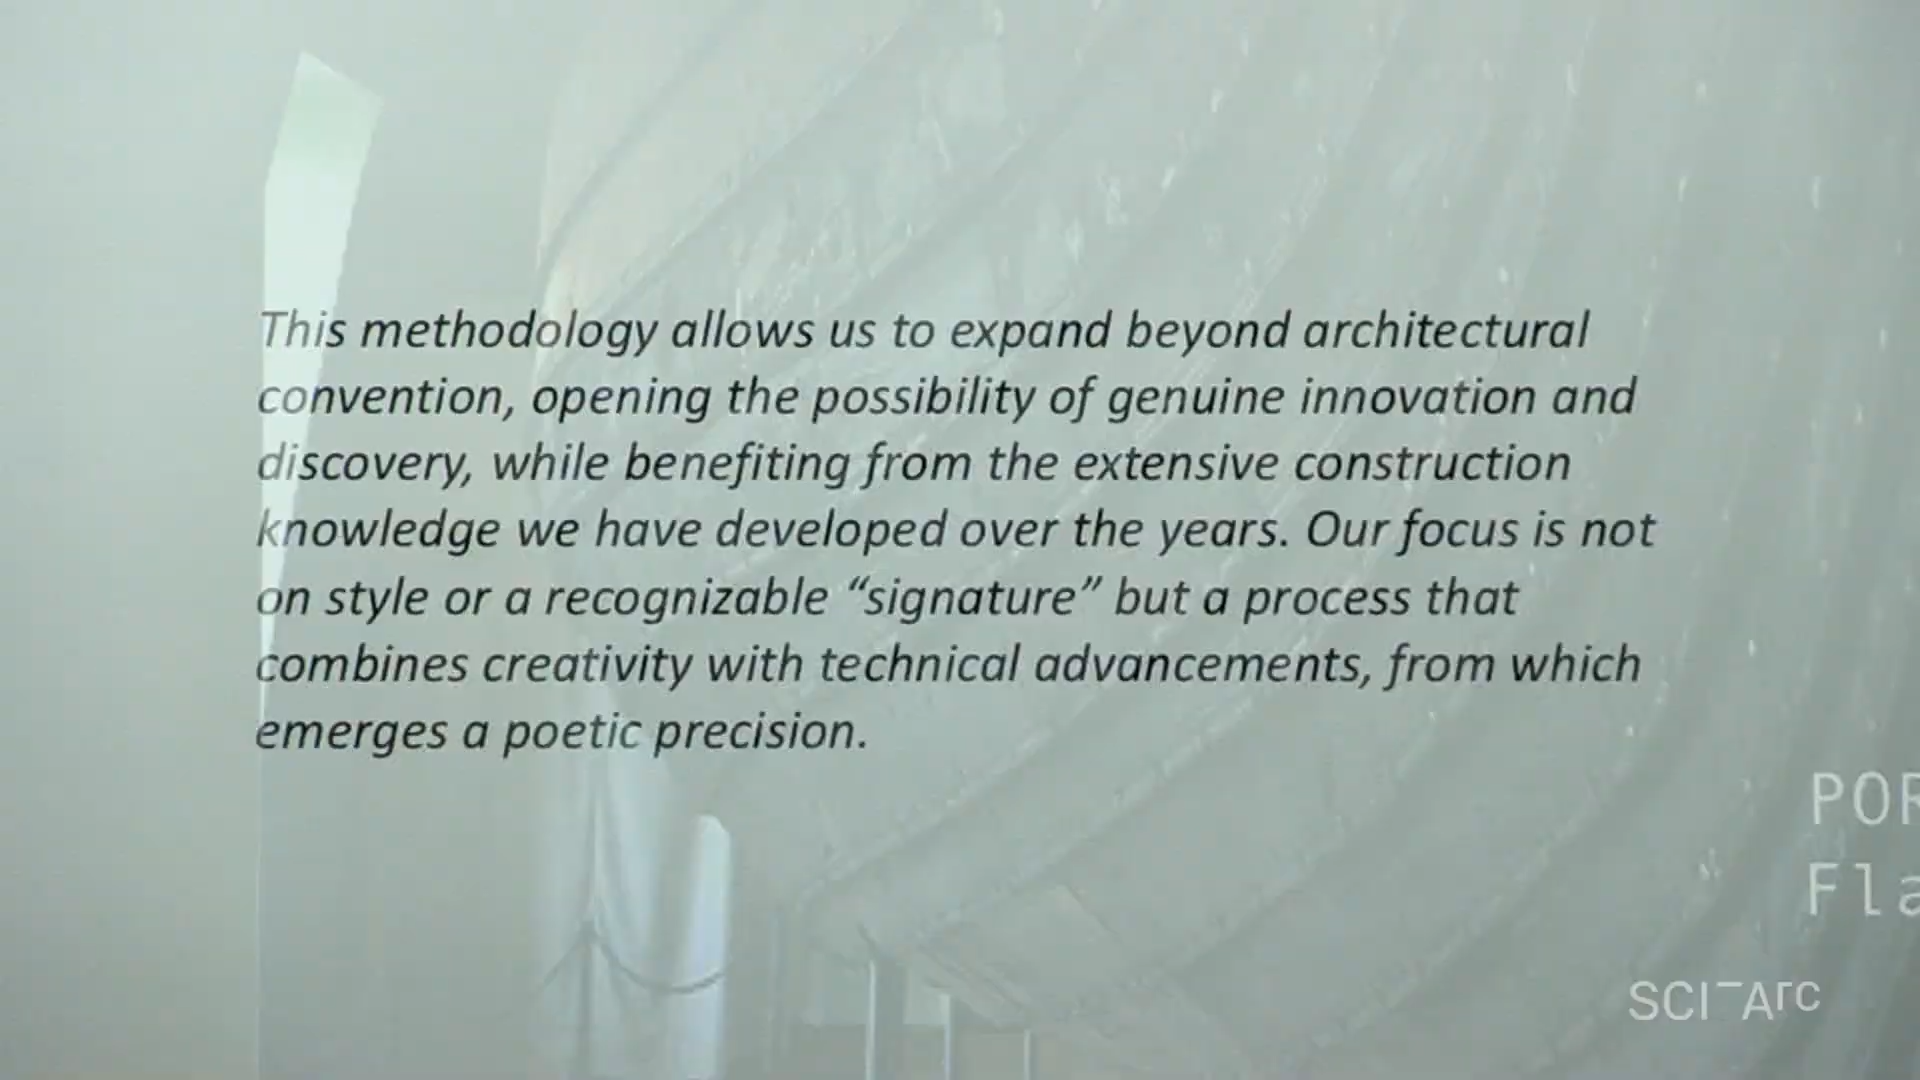 This methodology allows us to expand beyond architectural
convention, opening the possibility of genuine innovation and
discovery, while benefiting from the extensive construction
knowledge we have developed over the years. Our focus is not
on style or a recognizable “signature” but a process that
combines creativity with technical advancements, from which
emerges a poetic precision.
POR
Fla
SCI-Arc